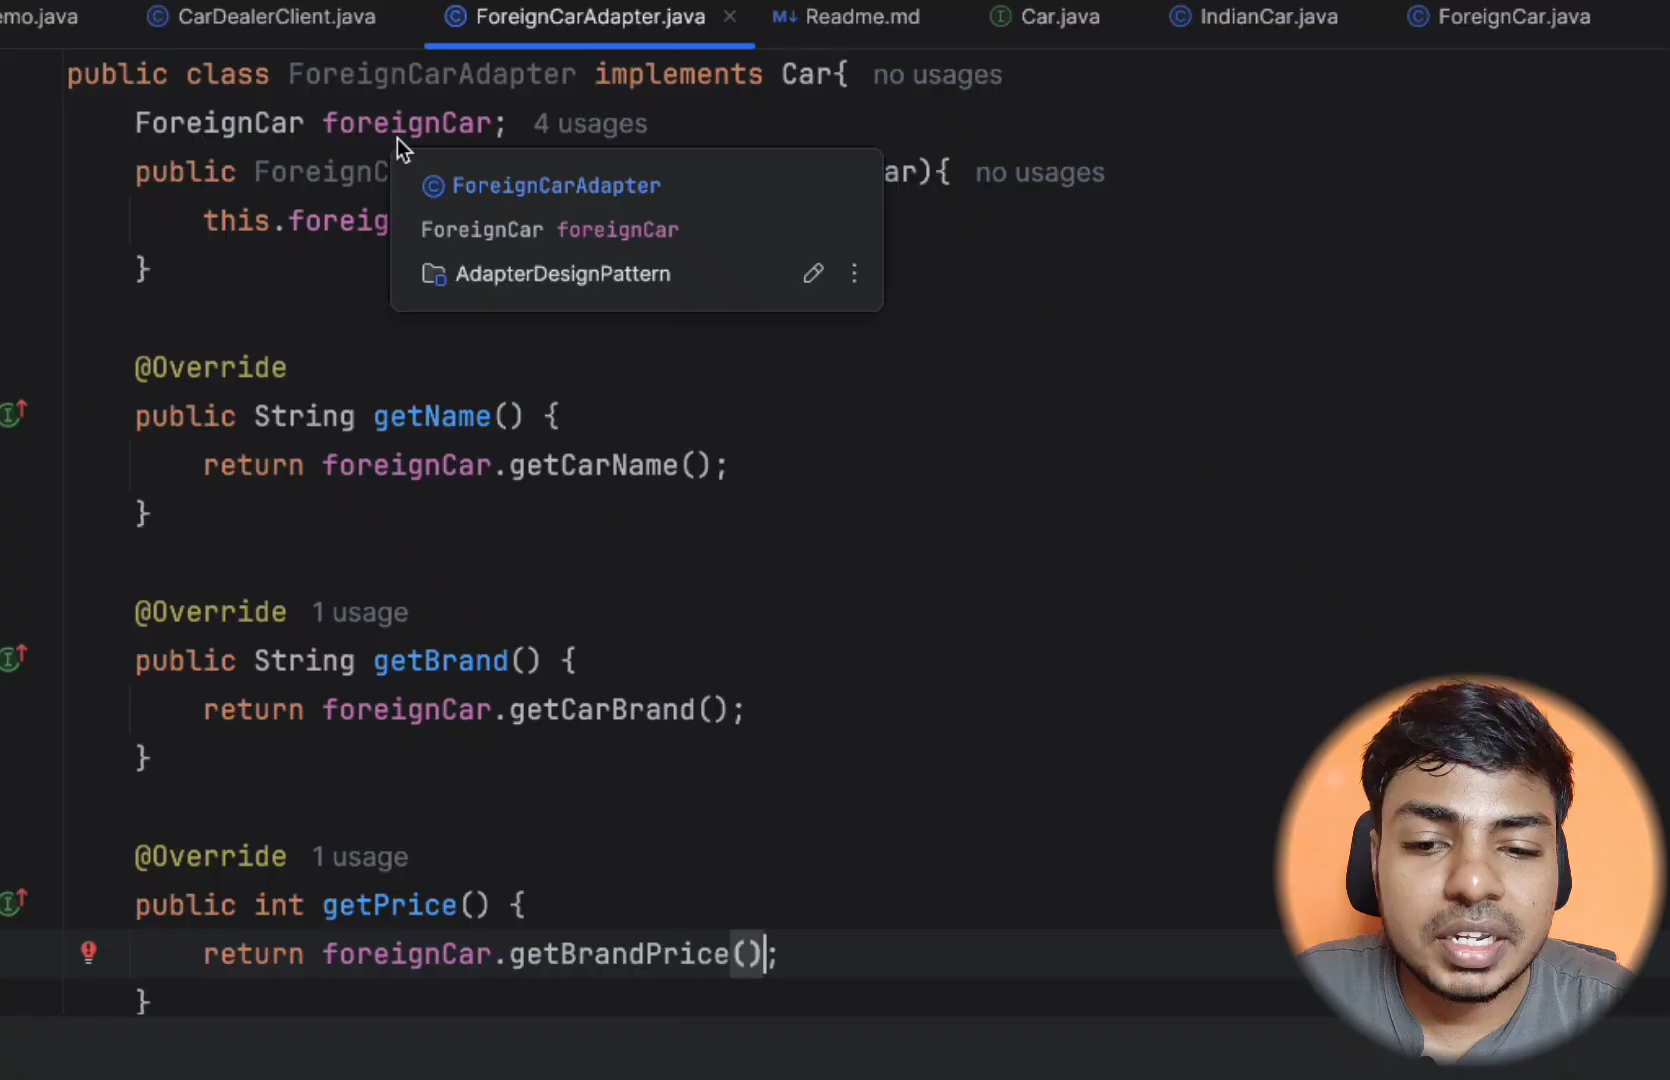 emo.java CarDealerClient.java ForeignCarAdapter.java Readme.md Car.java IndianCar.java ForeignCar.java
public class ForeignCarAdapter implements Car{ no usages
ForeignCar foreignCar; 4 usages
public ForeignC ar){ no usages
ForeignCarAdapter
this.foreig
ForeignCar foreignCar
}
AdapterDesignPattern
@Override
public String getName() {
return foreignCar.getCarName();
}
@Override 1 usage
public String getBrand() {
return foreignCar.getCarBrand();
}
@Override 1 usage
public int getPrice() {
return foreignCar.getBrandPrice();
}